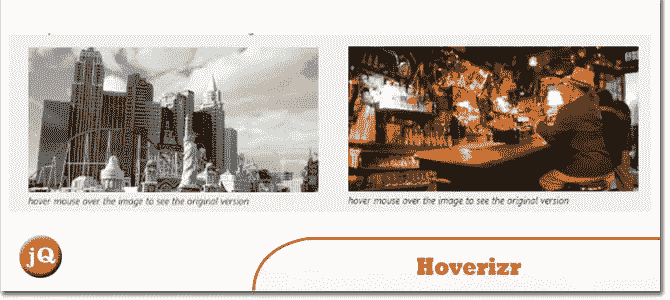 hover mouse over the image to see the original version
hover mouse over the image to see the original version
jQ
Hoverizr